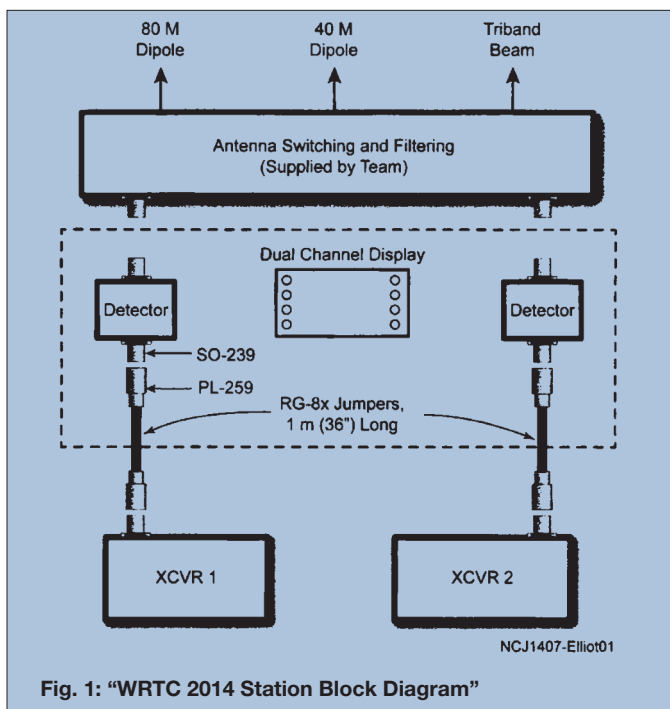 80 M
Dipole
40 M
Dipole
Triband
Beam
Antenna Switching and Filtering
(Supplied by Team)
Dual Channel Display
Detector
Detector
SO-239
PL-259
RG-8x Jumpers,
1 m (36") Long
XCVR 1
XCVR 2
NCJ1407-Elliot01
Fig. 1: “WRTC 2014 Station Block Diagram”